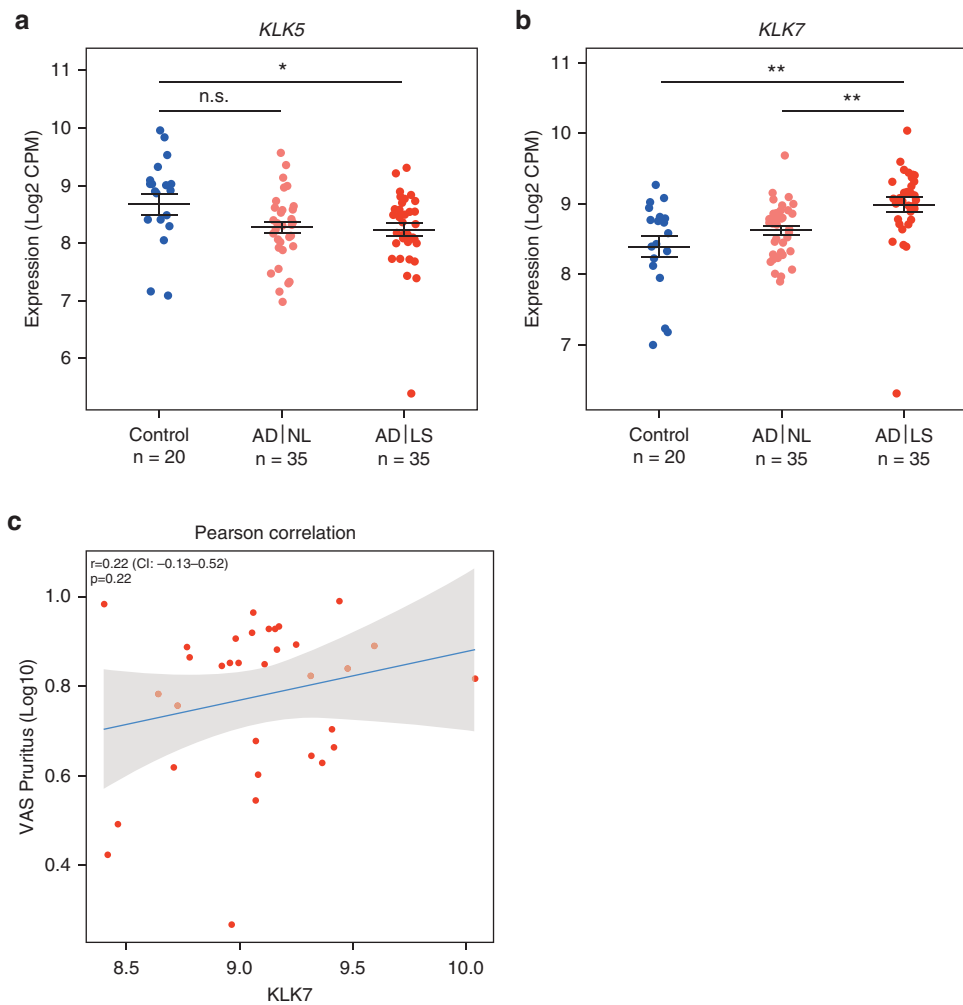 a
KLK5
Expression (Log2 CPM)
11
10
9
8
7
6
*
n.s.
Control
n = 20
AD|NL
n = 35
AD|LS
n = 35
b
KLK7
Expression (Log2 CPM)
11
10
9
8
7
**
**
Control
n = 20
AD|NL
n = 35
AD|LS
n = 35
c
Pearson correlation
r=0.22 (CI: –0.13–0.52)
p=0.22
VAS Pruritus (Log10)
1.0
0.8
0.6
0.4
8.5
9.0
9.5
10.0
KLK7